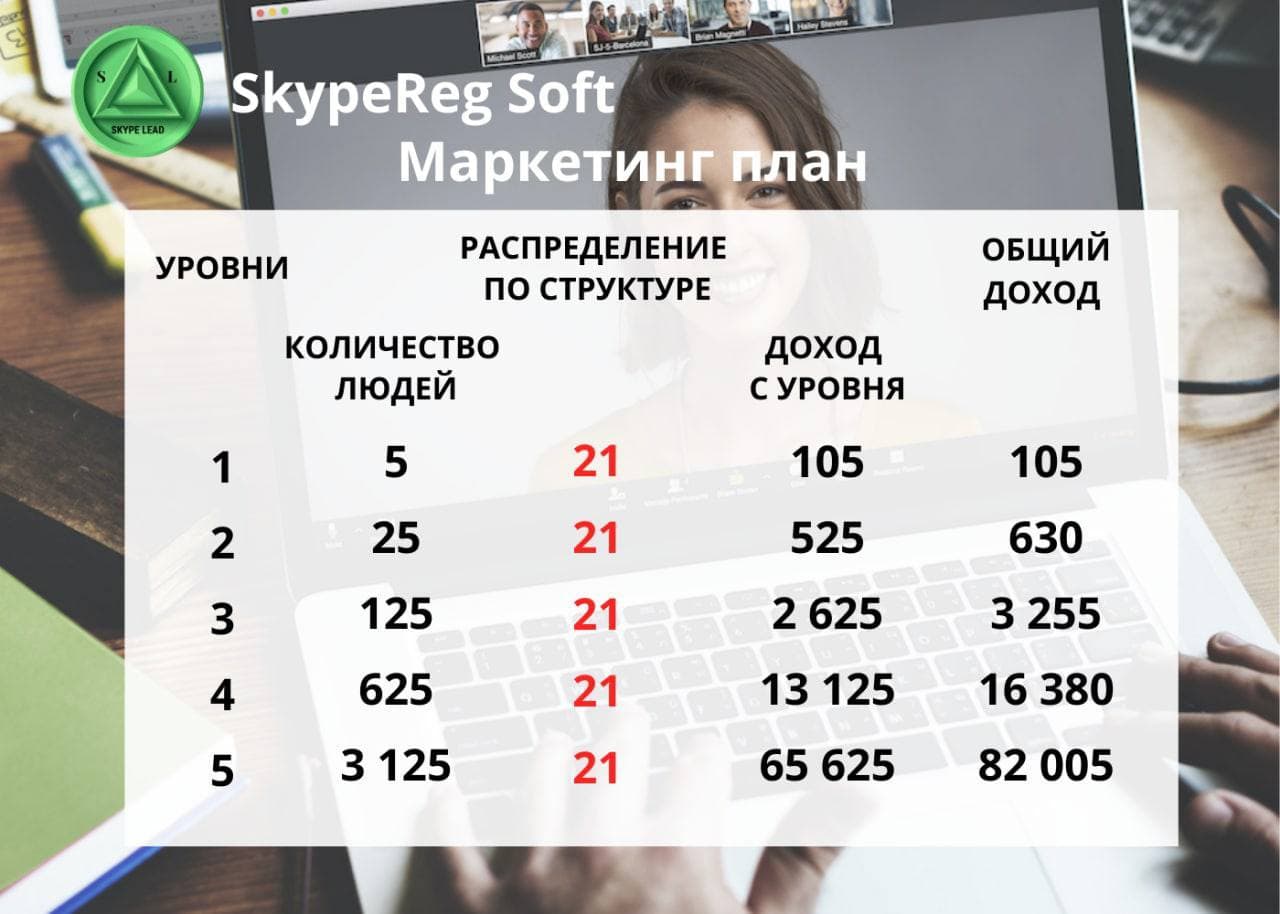 Michael Scott
SJ-5-Barcelona
Brian Magnetti
Hailey Stevens
S L
SKYPE LEAD
SkypeReg Soft
Маркетинг план
УРОВНИ
РАСПРЕДЕЛЕНИЕ
ПО СТРУКТУРЕ
ОБЩИЙ
ДОХОД
КОЛИЧЕСТВО
ЛЮДЕЙ
ДОХОД
С УРОВНЯ
1 5 21 105 105
2 25 21 525 630
3 125 21 2 625 3 255
4 625 21 13 125 16 380
5 3 125 21 65 625 82 005